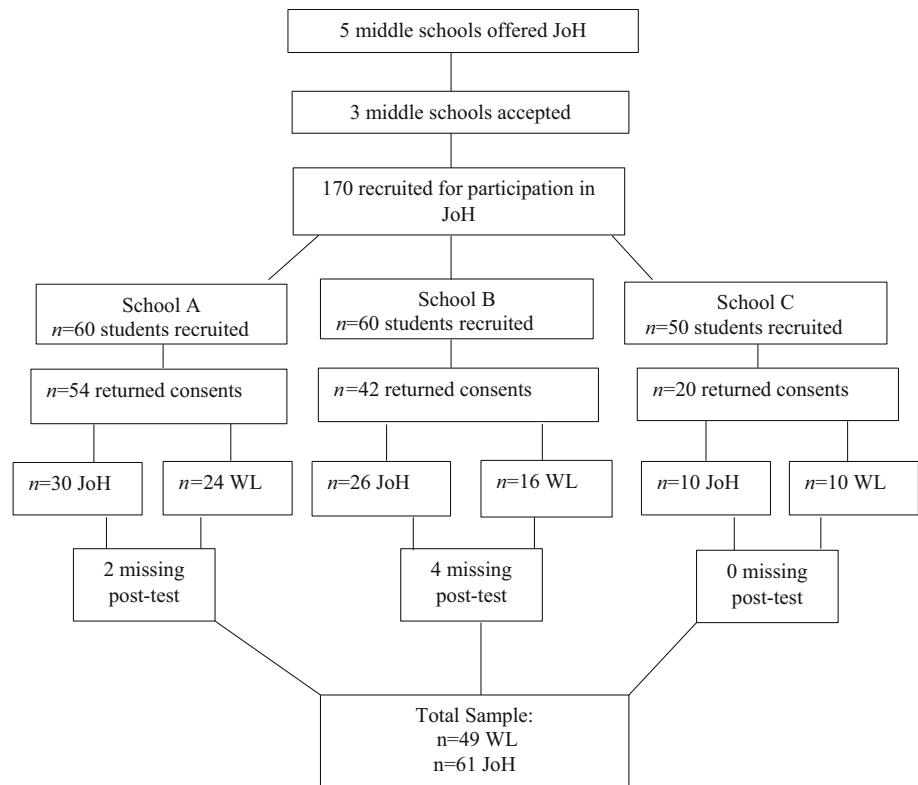 5 middle schools offered JoH
3 middle schools accepted
170 recruited for participation in
JoH
School A
n=60 students recruited
School B
n=60 students recruited
School C
n=50 students recruited
n=54 returned consents
n=42 returned consents
n=20 returned consents
n=30 JoH
n=24 WL
n=26 JoH
n=16 WL
n=10 JoH
n=10 WL
2 missing
post-test
4 missing
post-test
0 missing
post-test
Total Sample:
n=49 WL
n=61 JoH